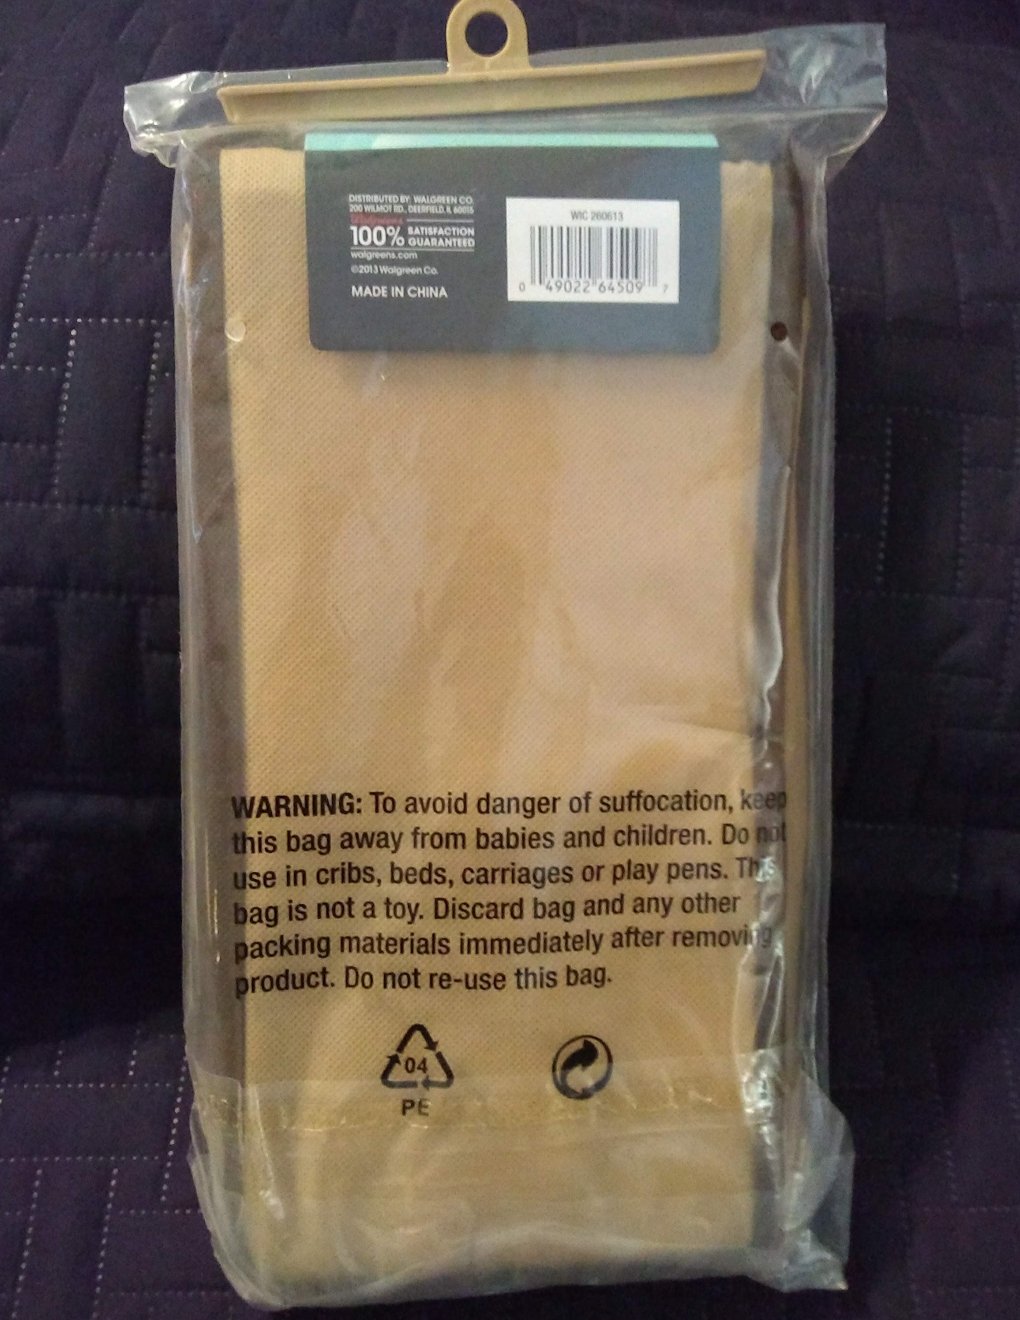 DISTRIBUTED BY: WALGREEN CO.
200 WILMOT RD., DEERFIELD, IL 60015
Walgreens
100% SATISFACTION GUARANTEED
walgreens.com
©2013 Walgreen Co.
MADE IN CHINA
WIC 260613
0 49022 64509 7
WARNING: To avoid danger of suffocation, keep
this bag away from babies and children. Do not
use in cribs, beds, carriages or play pens. This
bag is not a toy. Discard bag and any other
packing materials immediately after removing
product. Do not re-use this bag.
04
PE